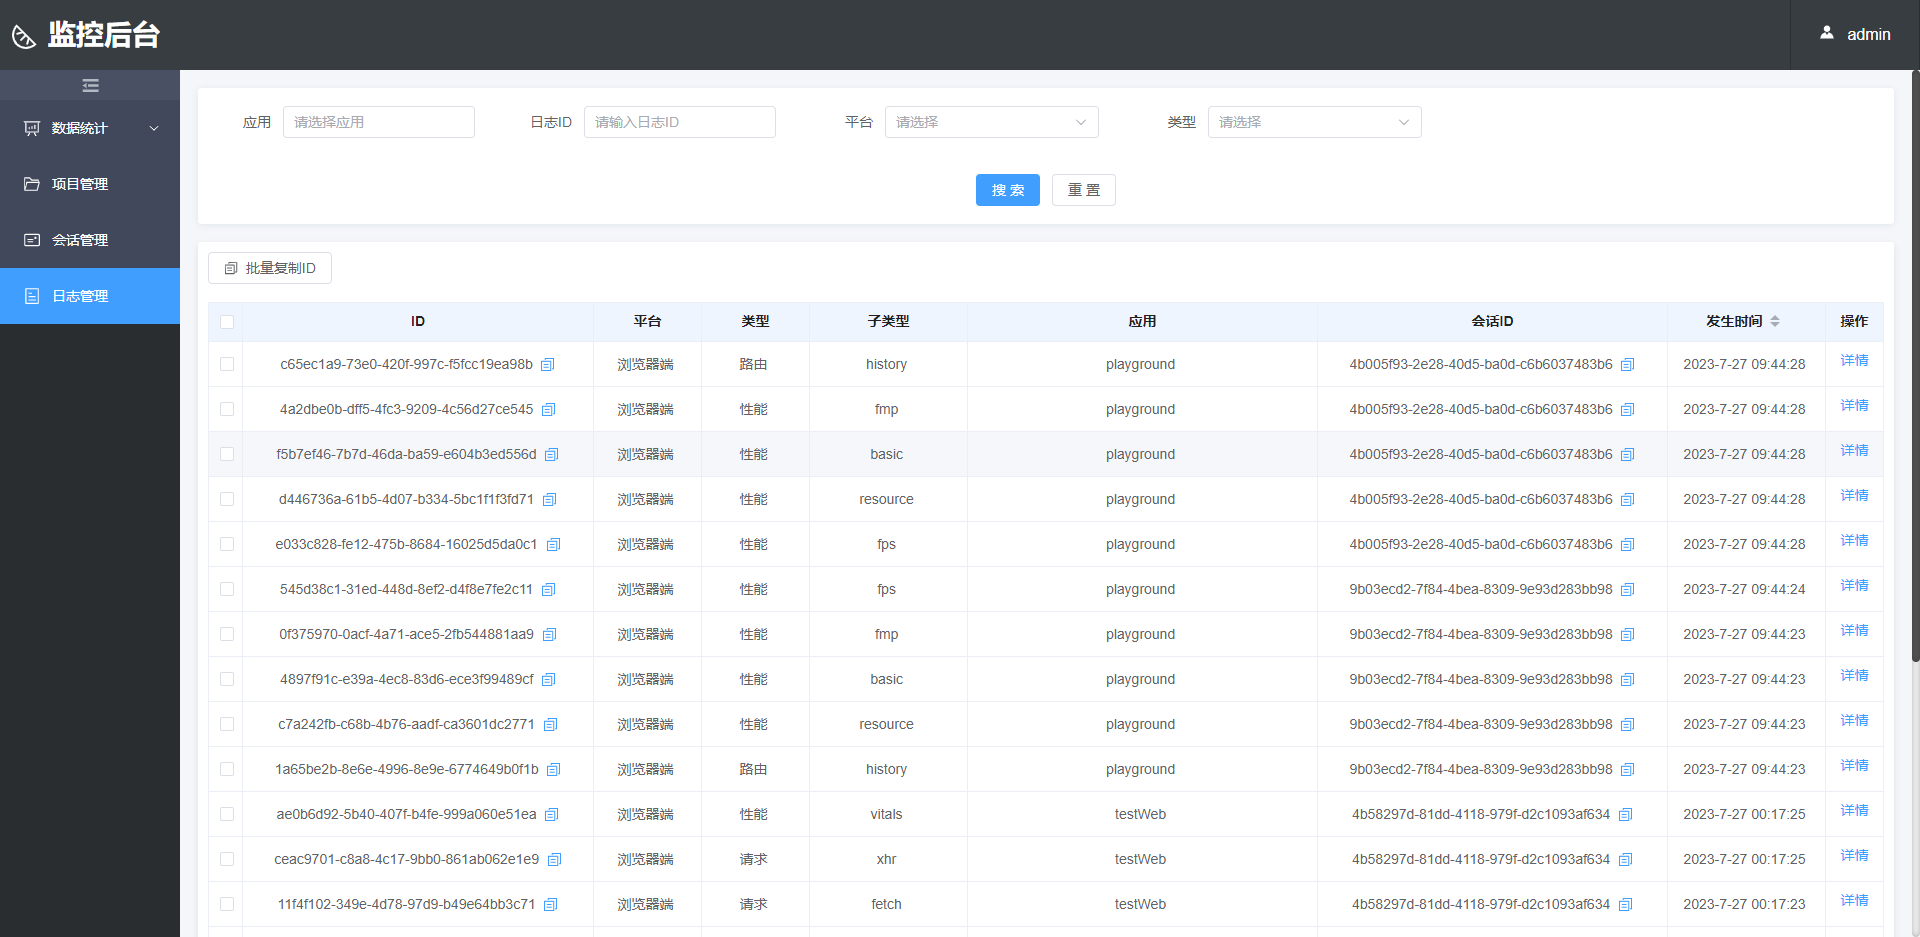 监控后台
admin
数据统计
项目管理
会话管理
日志管理
应用 请选择应用 日志ID 请输入日志ID 平台 请选择 类型 请选择
搜 索 重 置
批量复制ID
ID 平台 类型 子类型 应用 会话ID 发生时间 操作
c65ec1a9-73e0-420f-997c-f5fcc19ea98b 浏览器端 路由 history playground 4b005f93-2e28-40d5-ba0d-c6b6037483b6 2023-7-27 09:44:28 详情
4a2dbe0b-dff5-4fc3-9209-4c56d27ce545 浏览器端 性能 fmp playground 4b005f93-2e28-40d5-ba0d-c6b6037483b6 2023-7-27 09:44:28 详情
f5b7ef46-7b7d-46da-ba59-e604b3ed556d 浏览器端 性能 basic playground 4b005f93-2e28-40d5-ba0d-c6b6037483b6 2023-7-27 09:44:28 详情
d446736a-61b5-4d07-b334-5bc1f1f3fd71 浏览器端 性能 resource playground 4b005f93-2e28-40d5-ba0d-c6b6037483b6 2023-7-27 09:44:28 详情
e033c828-fe12-475b-8684-16025d5da0c1 浏览器端 性能 fps playground 4b005f93-2e28-40d5-ba0d-c6b6037483b6 2023-7-27 09:44:28 详情
545d38c1-31ed-448d-8ef2-d4f8e7fe2c11 浏览器端 性能 fps playground 9b03ecd2-7f84-4bea-8309-9e93d283bb98 2023-7-27 09:44:24 详情
0f375970-0acf-4a71-ace5-2fb544881aa9 浏览器端 性能 fmp playground 9b03ecd2-7f84-4bea-8309-9e93d283bb98 2023-7-27 09:44:23 详情
4897f91c-e39a-4ec8-83d6-ece3f99489cf 浏览器端 性能 basic playground 9b03ecd2-7f84-4bea-8309-9e93d283bb98 2023-7-27 09:44:23 详情
c7a242fb-c68b-4b76-aadf-ca3601dc2771 浏览器端 性能 resource playground 9b03ecd2-7f84-4bea-8309-9e93d283bb98 2023-7-27 09:44:23 详情
1a65be2b-8e6e-4996-8e9e-6774649b0f1b 浏览器端 路由 history playground 9b03ecd2-7f84-4bea-8309-9e93d283bb98 2023-7-27 09:44:23 详情
ae0b6d92-5b40-407f-b4fe-999a060e51ea 浏览器端 性能 vitals testWeb 4b58297d-81dd-4118-979f-d2c1093af634 2023-7-27 00:17:25 详情
ceac9701-c8a8-4c17-9bb0-861ab062e1e9 浏览器端 请求 xhr testWeb 4b58297d-81dd-4118-979f-d2c1093af634 2023-7-27 00:17:25 详情
11f4f102-349e-4d78-97d9-b49e64bb3c71 浏览器端 请求 fetch testWeb 4b58297d-81dd-4118-979f-d2c1093af634 2023-7-27 00:17:23 详情